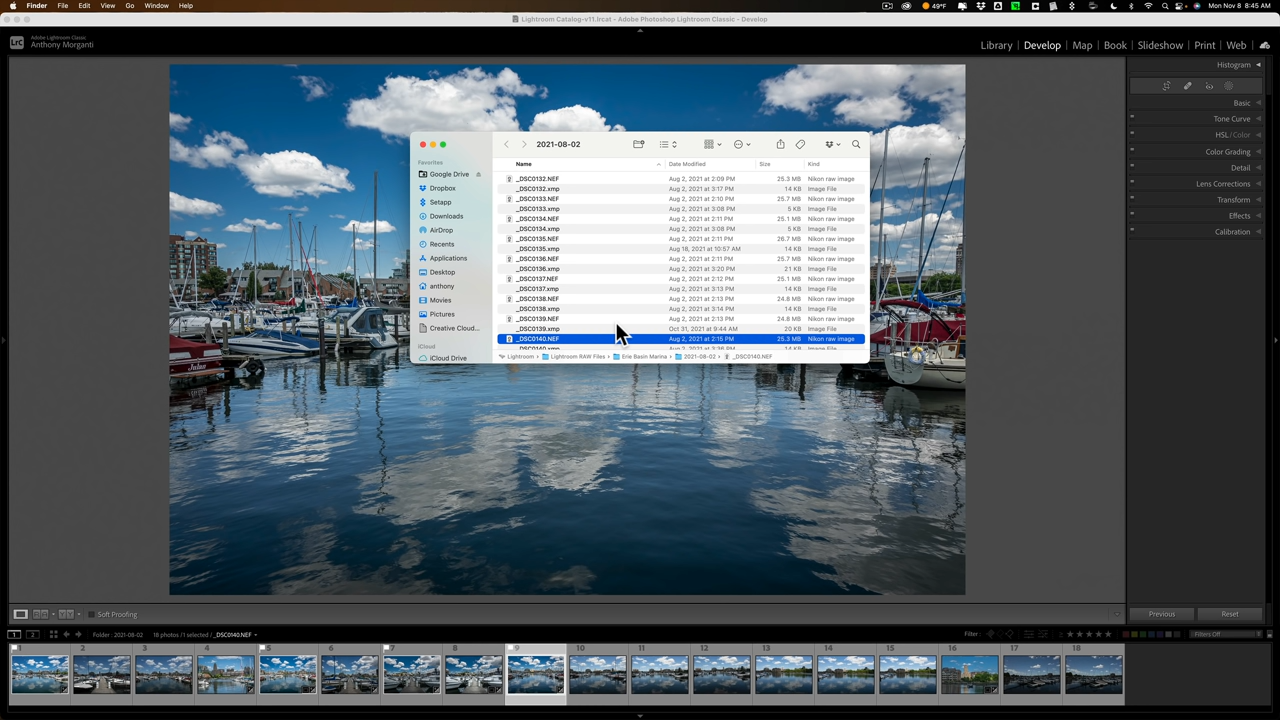 Finder File Edit View Go Window Help 49°F Mon Nov 8 8:45 AM
Lightroom Catalog-v11.lrcat - Adobe Photoshop Lightroom Classic - Develop
LrC Adobe Lightroom Classic
Anthony Morganti
Library | Develop | Map | Book | Slideshow | Print | Web
Histogram
Basic
Tone Curve
HSL / Color
Color Grading
Detail
Lens Corrections
Transform
Effects
Calibration
2021-08-02
Favorites
Google Drive
Dropbox
Setapp
Downloads
AirDrop
Recents
Applications
Desktop
anthony
Movies
Pictures
Creative Cloud...
iCloud
iCloud Drive
Name Date Modified Size Kind
_DSC0132.NEF Aug 2, 2021 at 2:09 PM 25.3 MB Nikon raw image
_DSC0132.xmp Aug 2, 2021 at 3:17 PM 14 KB Image File
_DSC0133.NEF Aug 2, 2021 at 2:10 PM 25.7 MB Nikon raw image
_DSC0133.xmp Aug 2, 2021 at 3:08 PM 5 KB Image File
_DSC0134.NEF Aug 2, 2021 at 2:11 PM 25.1 MB Nikon raw image
_DSC0134.xmp Aug 2, 2021 at 3:08 PM 5 KB Image File
_DSC0135.NEF Aug 2, 2021 at 2:11 PM 26.7 MB Nikon raw image
_DSC0135.xmp Aug 18, 2021 at 10:57 AM 14 KB Image File
_DSC0136.NEF Aug 2, 2021 at 2:11 PM 25.7 MB Nikon raw image
_DSC0136.xmp Aug 2, 2021 at 3:20 PM 21 KB Image File
_DSC0137.NEF Aug 2, 2021 at 2:12 PM 25.1 MB Nikon raw image
_DSC0137.xmp Aug 2, 2021 at 3:13 PM 14 KB Image File
_DSC0138.NEF Aug 2, 2021 at 2:13 PM 24.8 MB Nikon raw image
_DSC0138.xmp Aug 2, 2021 at 3:14 PM 14 KB Image File
_DSC0139.NEF Aug 2, 2021 at 2:13 PM 24.8 MB Nikon raw image
_DSC0139.xmp Oct 31, 2021 at 9:44 AM 20 KB Image File
_DSC0140.NEF Aug 2, 2021 at 2:15 PM 25.3 MB Nikon raw image
_DSC0140.xmp Aug 2, 2021 at 3:26 PM 14 KB Image File
Lightroom › Lightroom RAW Files › Erie Basin Marina › 2021-08-02 › _DSC0140.NEF
Soft Proofing
Previous Reset
1 2 Folder : 2021-08-02 18 photos / 1 selected / _DSC0140.NEF Filter : Filters Off
1 2 3 4 5 6 7 8 9 10 11 12 13 14 15 16 17 18